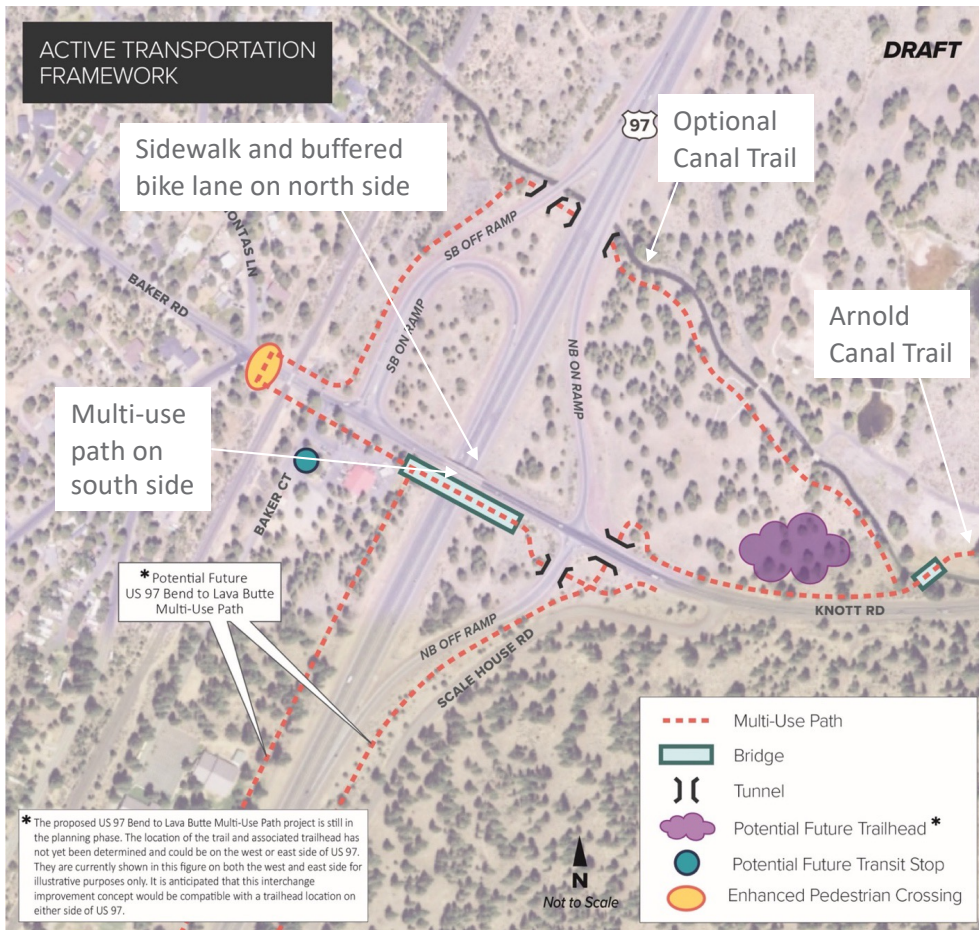 ACTIVE TRANSPORTATION
FRAMEWORK
DRAFT
97
Optional
Canal Trail
Sidewalk and buffered
bike lane on north side
SB OFF RAMP
BAKER RD
SB ON RAMP
NB ON RAMP
Arnold
Canal Trail
Multi-use
path on
south side
BAKER CT
* Potential Future
US 97 Bend to Lava Butte
Multi-Use Path
KNOTT RD
NB OFF RAMP
SCALE HOUSE RD
Multi-Use Path
Bridge
Tunnel
Potential Future Trailhead *
Potential Future Transit Stop
Enhanced Pedestrian Crossing
N
Not to Scale
* The proposed US 97 Bend to Lava Butte Multi-Use Path project is still in
the planning phase. The location of the trail and associated trailhead has
not yet been determined and could be on the west or east side of US 97.
They are currently shown in this figure on both the west and east side for
illustrative purposes only. It is anticipated that this interchange
improvement concept would be compatible with a trailhead location on
either side of US 97.